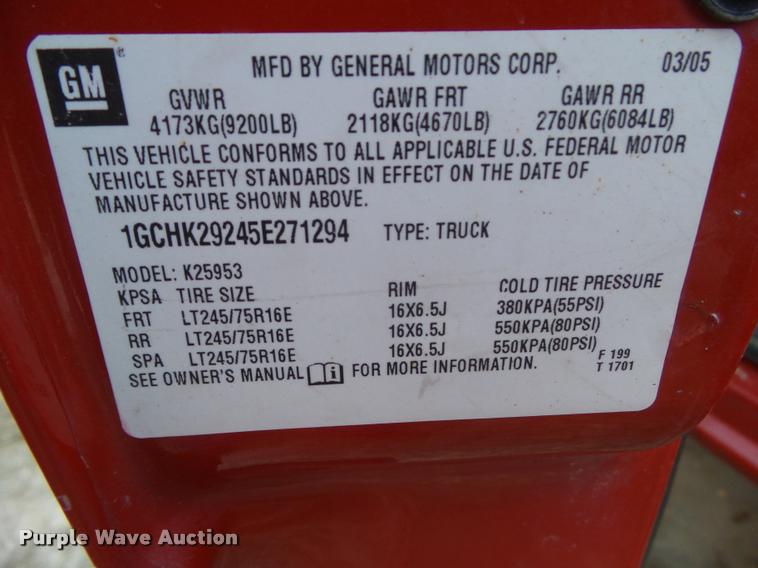 GM MFD BY GENERAL MOTORS CORP. 03/05
GVWR GAWR FRT GAWR RR
4173KG(9200LB) 2118KG(4670LB) 2760KG(6084LB)
THIS VEHICLE CONFORMS TO ALL APPLICABLE U.S. FEDERAL MOTOR
VEHICLE SAFETY STANDARDS IN EFFECT ON THE DATE OF
MANUFACTURE SHOWN ABOVE.
1GCHK29245E271294 TYPE: TRUCK
MODEL: K25953
KPSA TIRE SIZE RIM COLD TIRE PRESSURE
FRT LT245/75R16E 16X6.5J 380KPA(55PSI)
RR LT245/75R16E 16X6.5J 550KPA(80PSI)
SPA LT245/75R16E 16X6.5J 550KPA(80PSI) F 199
SEE OWNER'S MANUAL FOR MORE INFORMATION. T 1701
Purple Wave Auction
purplewave.com